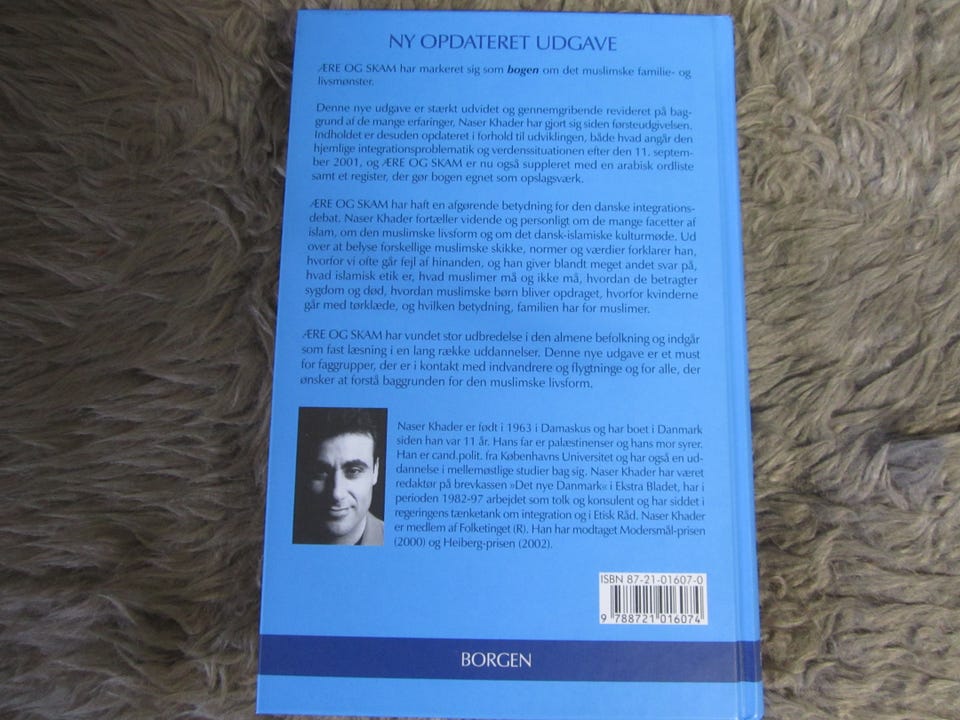 NY OPDATERET UDGAVE
ÆRE OG SKAM har markeret sig som bogen om det muslimske familie- og
livsmønster.
Denne nye udgave er stærkt udvidet og gennemgribende revideret på bag-
grund af de mange erfaringer, Naser Khader har gjort sig siden førsteudgivelsen.
Indholdet er desuden opdateret i forhold til udviklingen, både hvad angår den
hjemlige integrationsproblematik og verdenssituationen efter den 11. septem-
ber 2001, og ÆRE OG SKAM er nu også suppleret med en arabisk ordliste
samt et register, der gør bogen egnet som opslagsværk.
ÆRE OG SKAM har haft en afgørende betydning for den danske integrations-
debat. Naser Khader fortæller vidende og personligt om de mange facetter af
islam, om den muslimske livsform og om det dansk-islamiske kulturmøde. Ud
over at belyse forskellige muslimske skikke, normer og værdier forklarer han,
hvorfor vi ofte går fejl af hinanden, og han giver blandt meget andet svar på,
hvad islamisk etik er, hvad muslimer må og ikke må, hvordan de betragter
sygdom og død, hvordan muslimske børn bliver opdraget, hvorfor kvinderne
går med tørklæde, og hvilken betydning, familien har for muslimer.
ÆRE OG SKAM har vundet stor udbredelse i den almene befolkning og indgår
som fast læsning i en lang række uddannelser. Denne nye udgave er et must
for faggrupper, der er i kontakt med indvandrere og flygtninge og for alle, der
ønsker at forstå baggrunden for den muslimske livsform.
Naser Khader er født i 1963 i Damaskus og har boet i Danmark
siden han var 11 år. Hans far er palæstinenser og hans mor syrer.
Han er cand.polit. fra Københavns Universitet og har også en ud-
dannelse i mellemøstlige studier bag sig. Naser Khader har været
redaktør på brevkassen »Det nye Danmark« i Ekstra Bladet, har i
perioden 1982-97 arbejdet som tolk og konsulent og har siddet i
regeringens tænketank om integration og i Etisk Råd. Naser Khader
er medlem af Folketinget (R). Han har modtaget Modersmål-prisen
(2000) og Heiberg-prisen (2002).
ISBN 87-21-01607-0
9 788721 016074
BORGEN